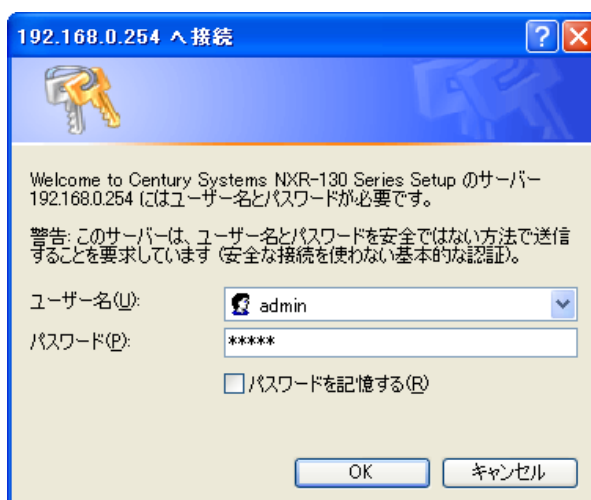 192.168.0.254 へ接続
Welcome to Century Systems NXR-130 Series Setup のサーバー
192.168.0.254 にはユーザー名とパスワードが必要です。
警告: このサーバーは、ユーザー名とパスワードを安全ではない方法で送信
することを要求しています (安全な接続を使わない基本的な認証)。
ユーザー名(U):
admin
パスワード(P):
*****
パスワードを記憶する(R)
OK
キャンセル